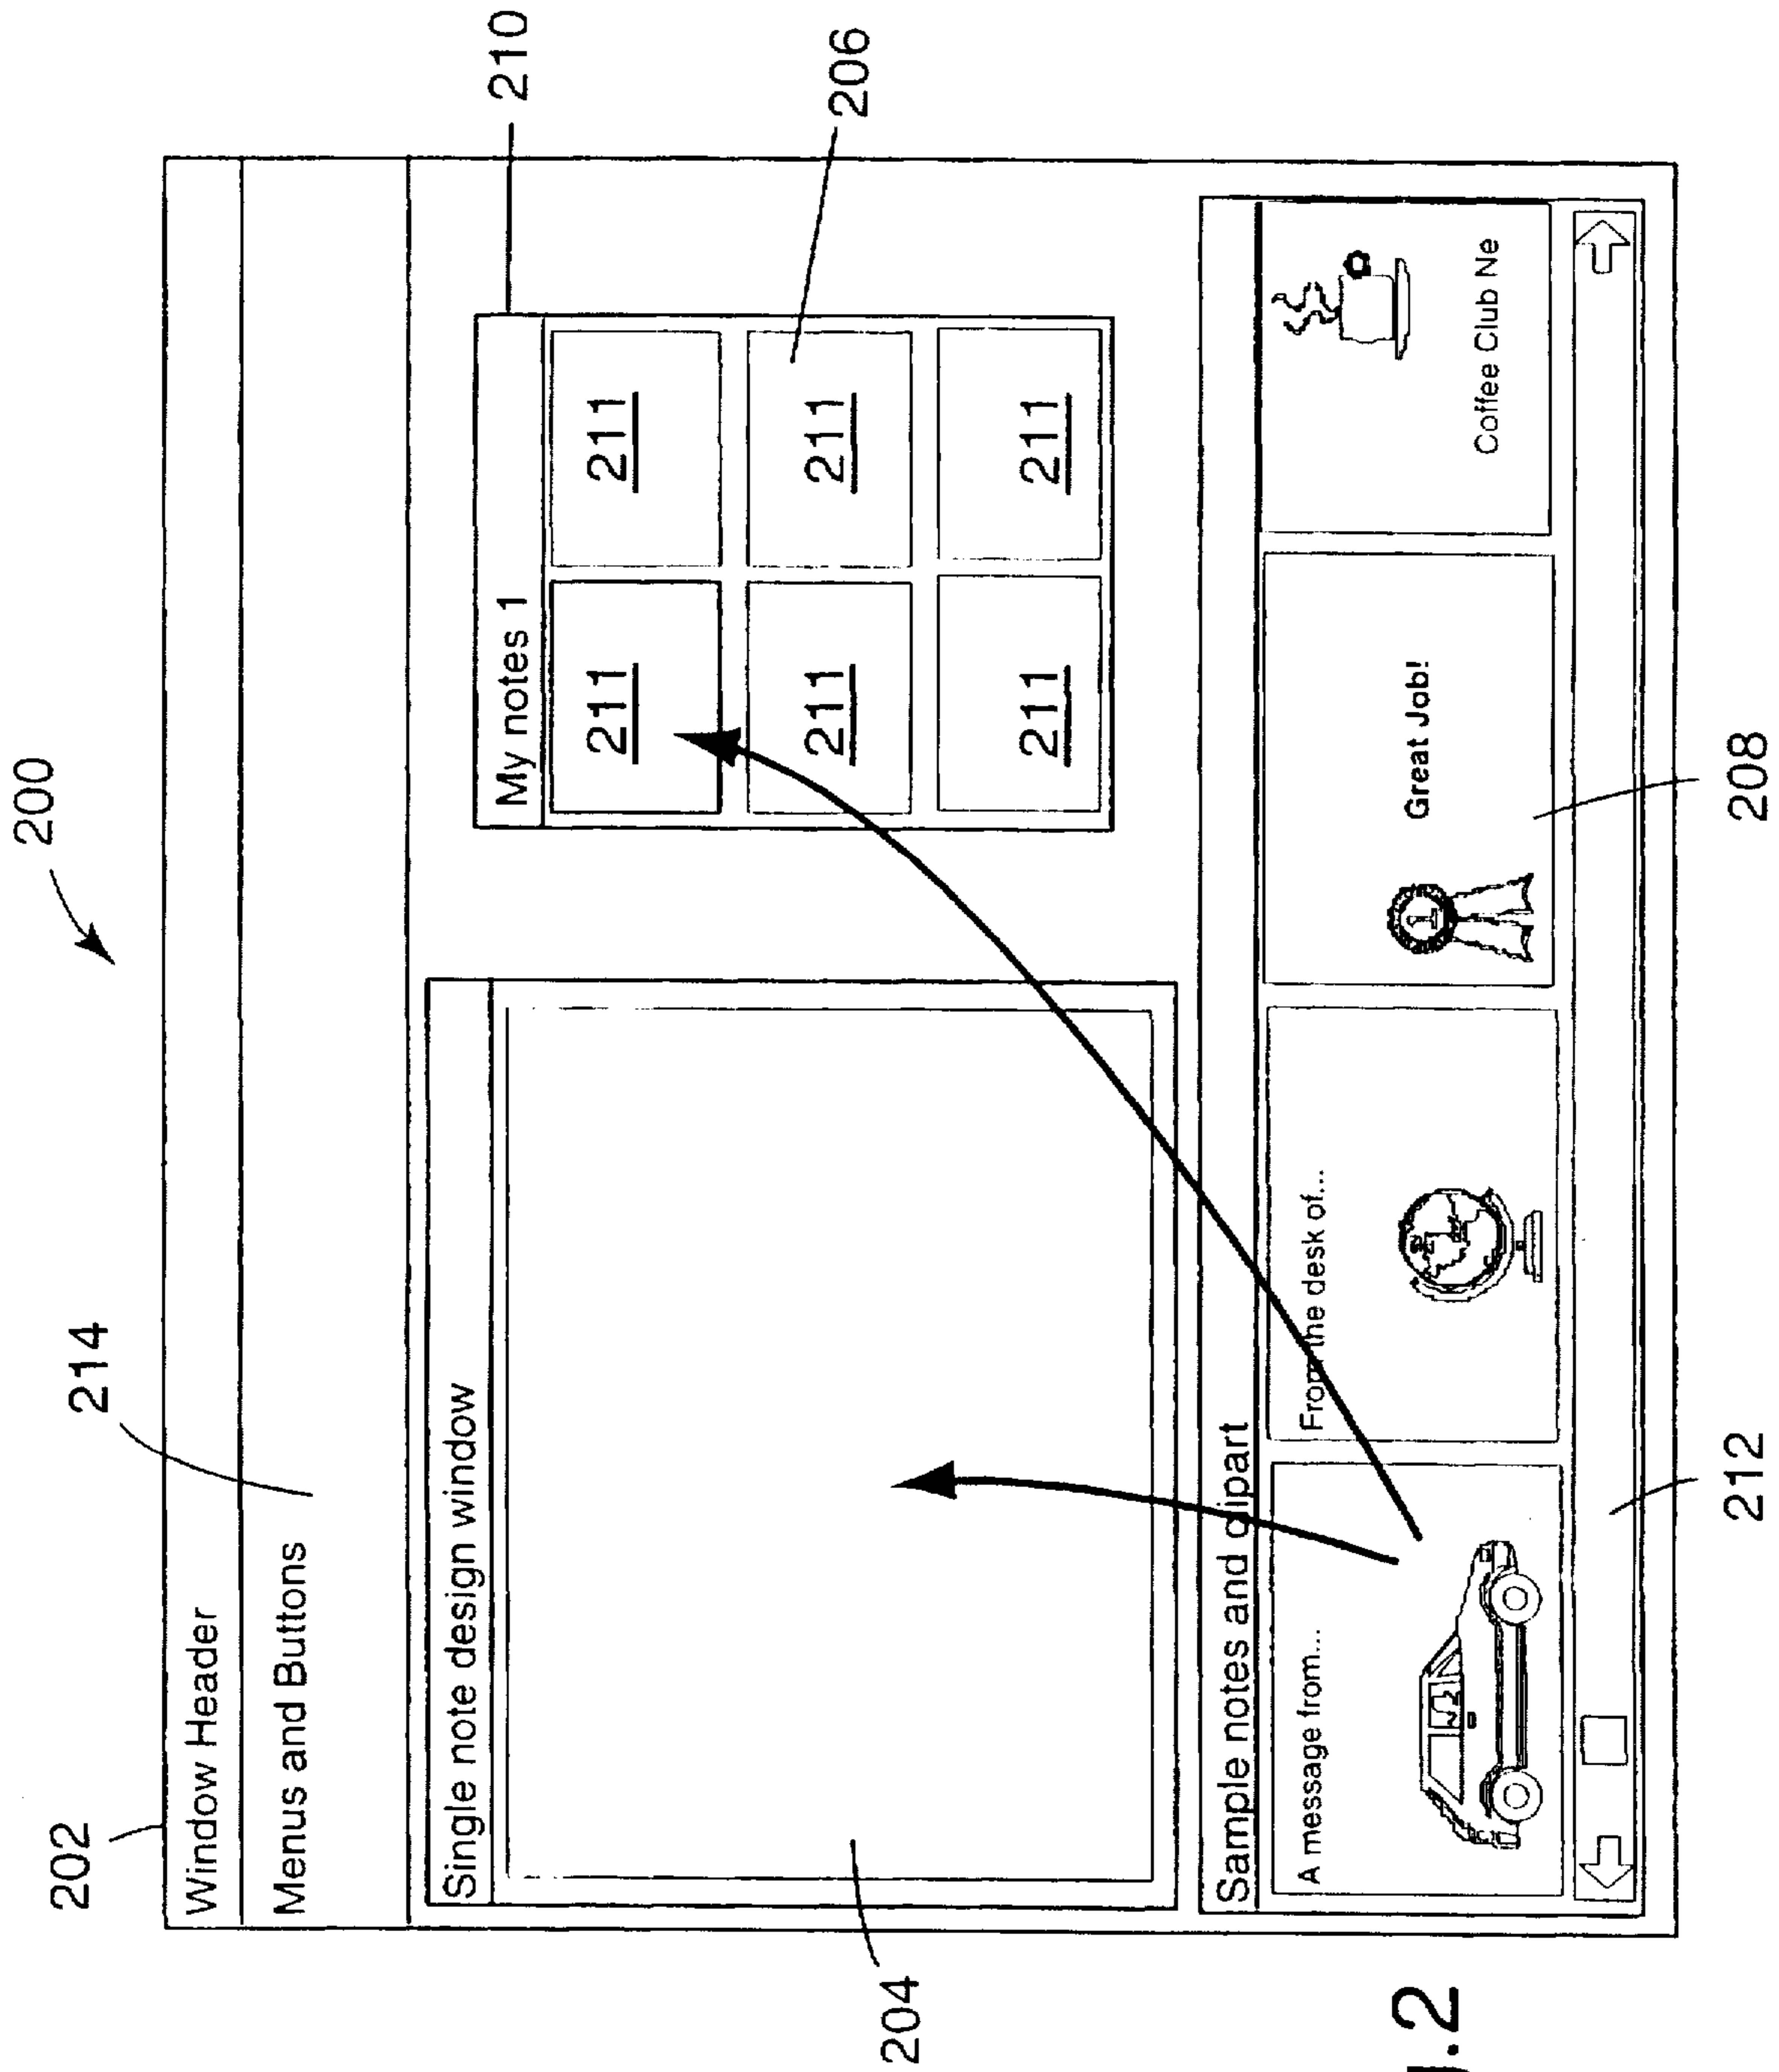 200
202
214
Window Header
Menus and Buttons
Single note design window
204
My notes 1
210
211 211
211 211
211 211
206
Sample notes and clipart
A message from...
From the desk of...
1
Great Job!
Coffee Club Ne
212
208
.2